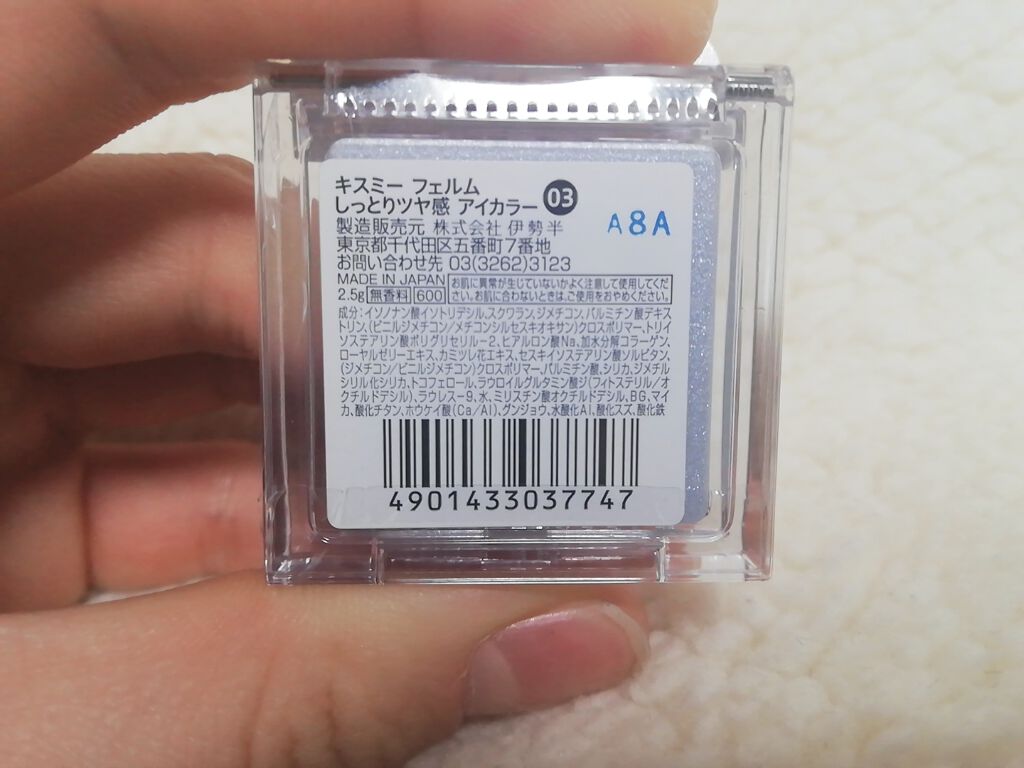 キスミー フェルム
しっとりツヤ感 アイカラー 03
A8A
製造販売元 株式会社 伊勢半
東京都千代田区五番町7番地
お問い合わせ先 03(3262)3123
MADE IN JAPAN
2.5g 無香料 600
お肌に異常が生じていないかよく注意して使用してくだ
さい。お肌に合わないときは、ご使用をおやめください。
成分：イソノナン酸イソトリデシル、スクワラン、ジメチコン、パルミチン酸デキス
トリン、(ビニルジメチコン/メチコンシルセスキオキサン)クロスポリマー、トリイ
ソステアリン酸ポリグリセリル-2、ヒアルロン酸Na、加水分解コラーゲン、
ローヤルゼリーエキス、カミツレ花エキス、セスキイソステアリン酸ソルビタン、
(ジメチコン/ビニルジメチコン)クロスポリマー、パルミチン酸、シリカ、ジメチル
シリル化シリカ、トコフェロール、ラウロイルグルタミン酸ジ(フィトステリル/オ
クチルドデシル)、ラウレス-9、水、ミリスチン酸オクチルドデシル、BG、マイ
カ、酸化チタン、ホウケイ酸(Ca/Al)、グンジョウ、水酸化Al、酸化スズ、酸化鉄
4901433037747